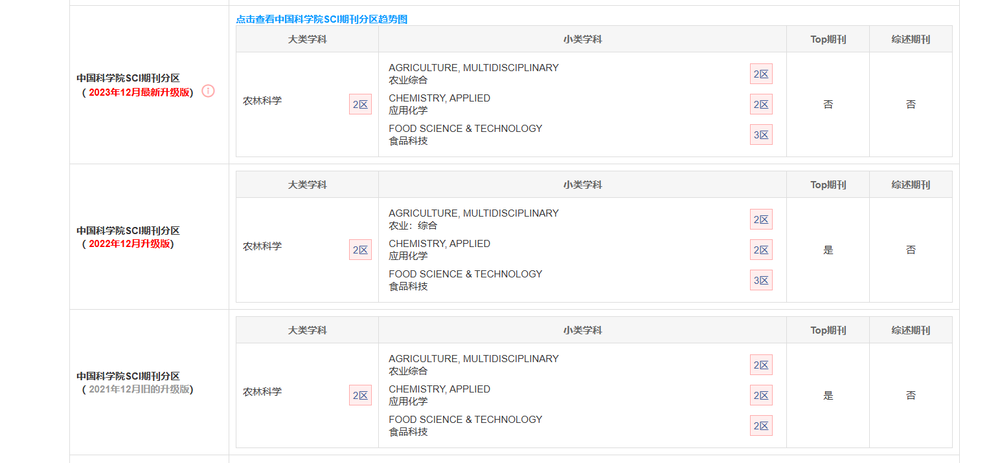 点击查看中国科学院SCI期刊分区趋势图
中国科学院SCI期刊分区
( 2023年12月最新升级版)
大类学科 小类学科 Top期刊 综述期刊
农林科学 2区
AGRICULTURE, MULTIDISCIPLINARY
农业综合
2区
CHEMISTRY, APPLIED
应用化学
2区
FOOD SCIENCE & TECHNOLOGY
食品科技
3区
否 否
中国科学院SCI期刊分区
( 2022年12月升级版)
大类学科 小类学科 Top期刊 综述期刊
农林科学 2区
AGRICULTURE, MULTIDISCIPLINARY
农业：综合
2区
CHEMISTRY, APPLIED
应用化学
2区
FOOD SCIENCE & TECHNOLOGY
食品科技
3区
是 否
中国科学院SCI期刊分区
( 2021年12月旧的升级版)
大类学科 小类学科 Top期刊 综述期刊
农林科学 2区
AGRICULTURE, MULTIDISCIPLINARY
农业综合
2区
CHEMISTRY, APPLIED
应用化学
2区
FOOD SCIENCE & TECHNOLOGY
食品科技
2区
是 否